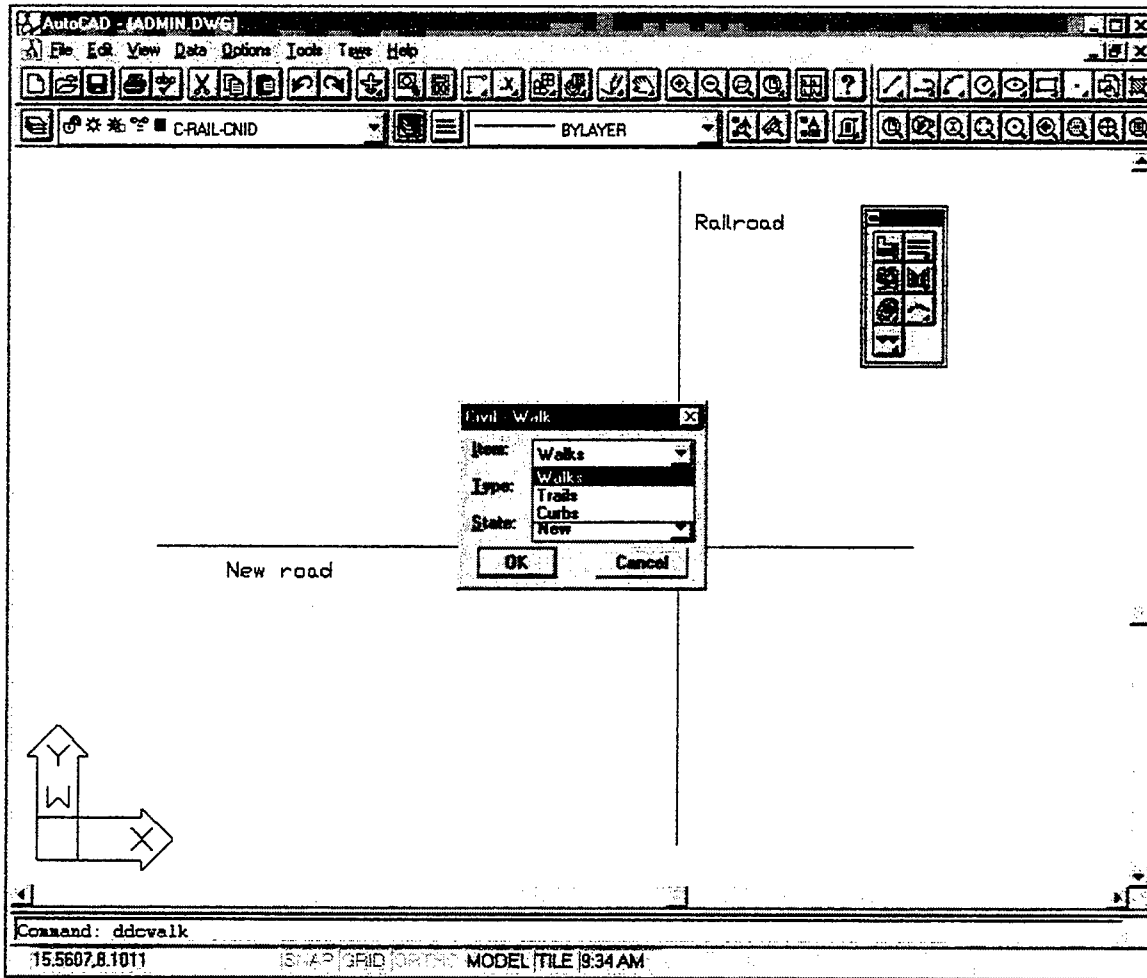 AutoCAD - [ADMIN.DWG]
File Edit View Data Options Tools Help
C-RAIL-CNID
BYLAYER
?
Railroad
Civil - Walk
Item: Walks
Walks
Type:
Trails
Curbs
State: New
OK Cancel
New road
Y
W
X
Command: ddcwalk
15.5607,8.1011 SNAP GRID ORTHO MODEL TILE 9:34 AM